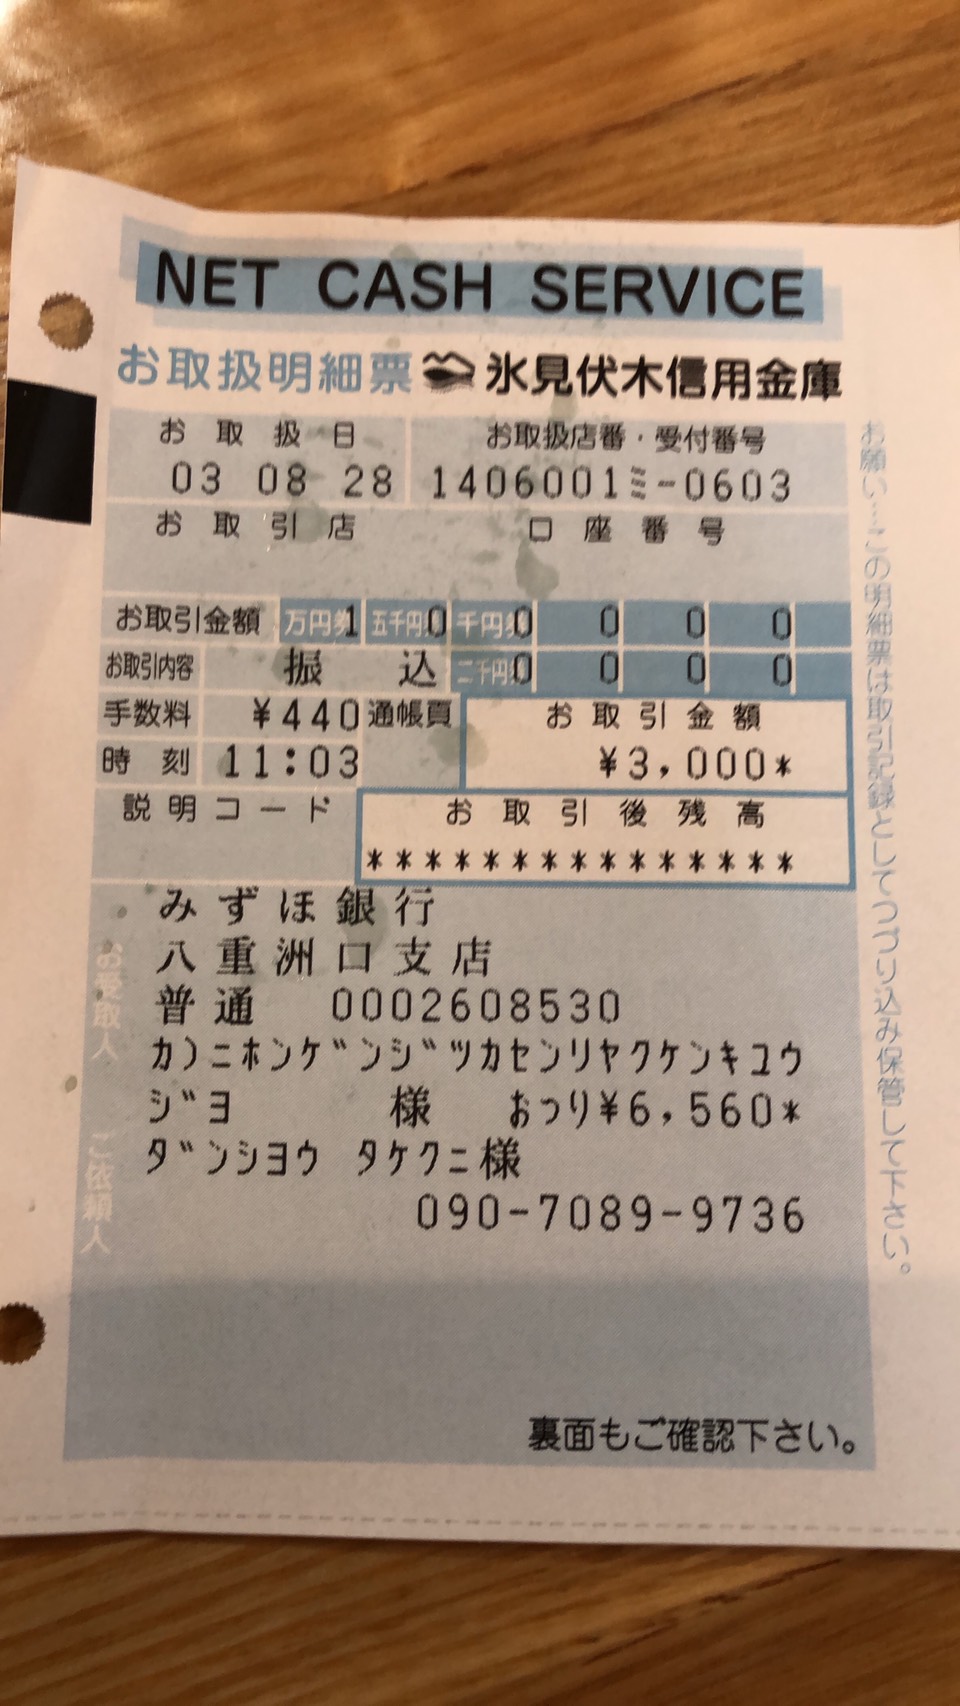 NET CASH SERVICE
お取扱明細票 氷見伏木信用金庫
お取扱日 お取扱店番・受付番号
03 08 28 1406001ミ-0603
お取引店 口座番号
お取引金額 万円券1 五千円0 千円券0 0 0 0
お取引内容 振込 二千円券0 0 0 0
手数料 ¥440 通帳頁 お取引金額
時刻 11:03 ¥3,000*
説明コード お取引後残高
***************
みずほ銀行
八重洲口支店
普通 0002608530
カ)ニホンゲンジツカセンリヤクケンキユウ
ジヨ 様 おつり¥6,560*
ダンシヨウ タケクニ様
090-7089-9736
お受取人
ご依頼人
裏面もご確認下さい。
お願い…この明細票は取引記録としてつづり込み保管して下さい。